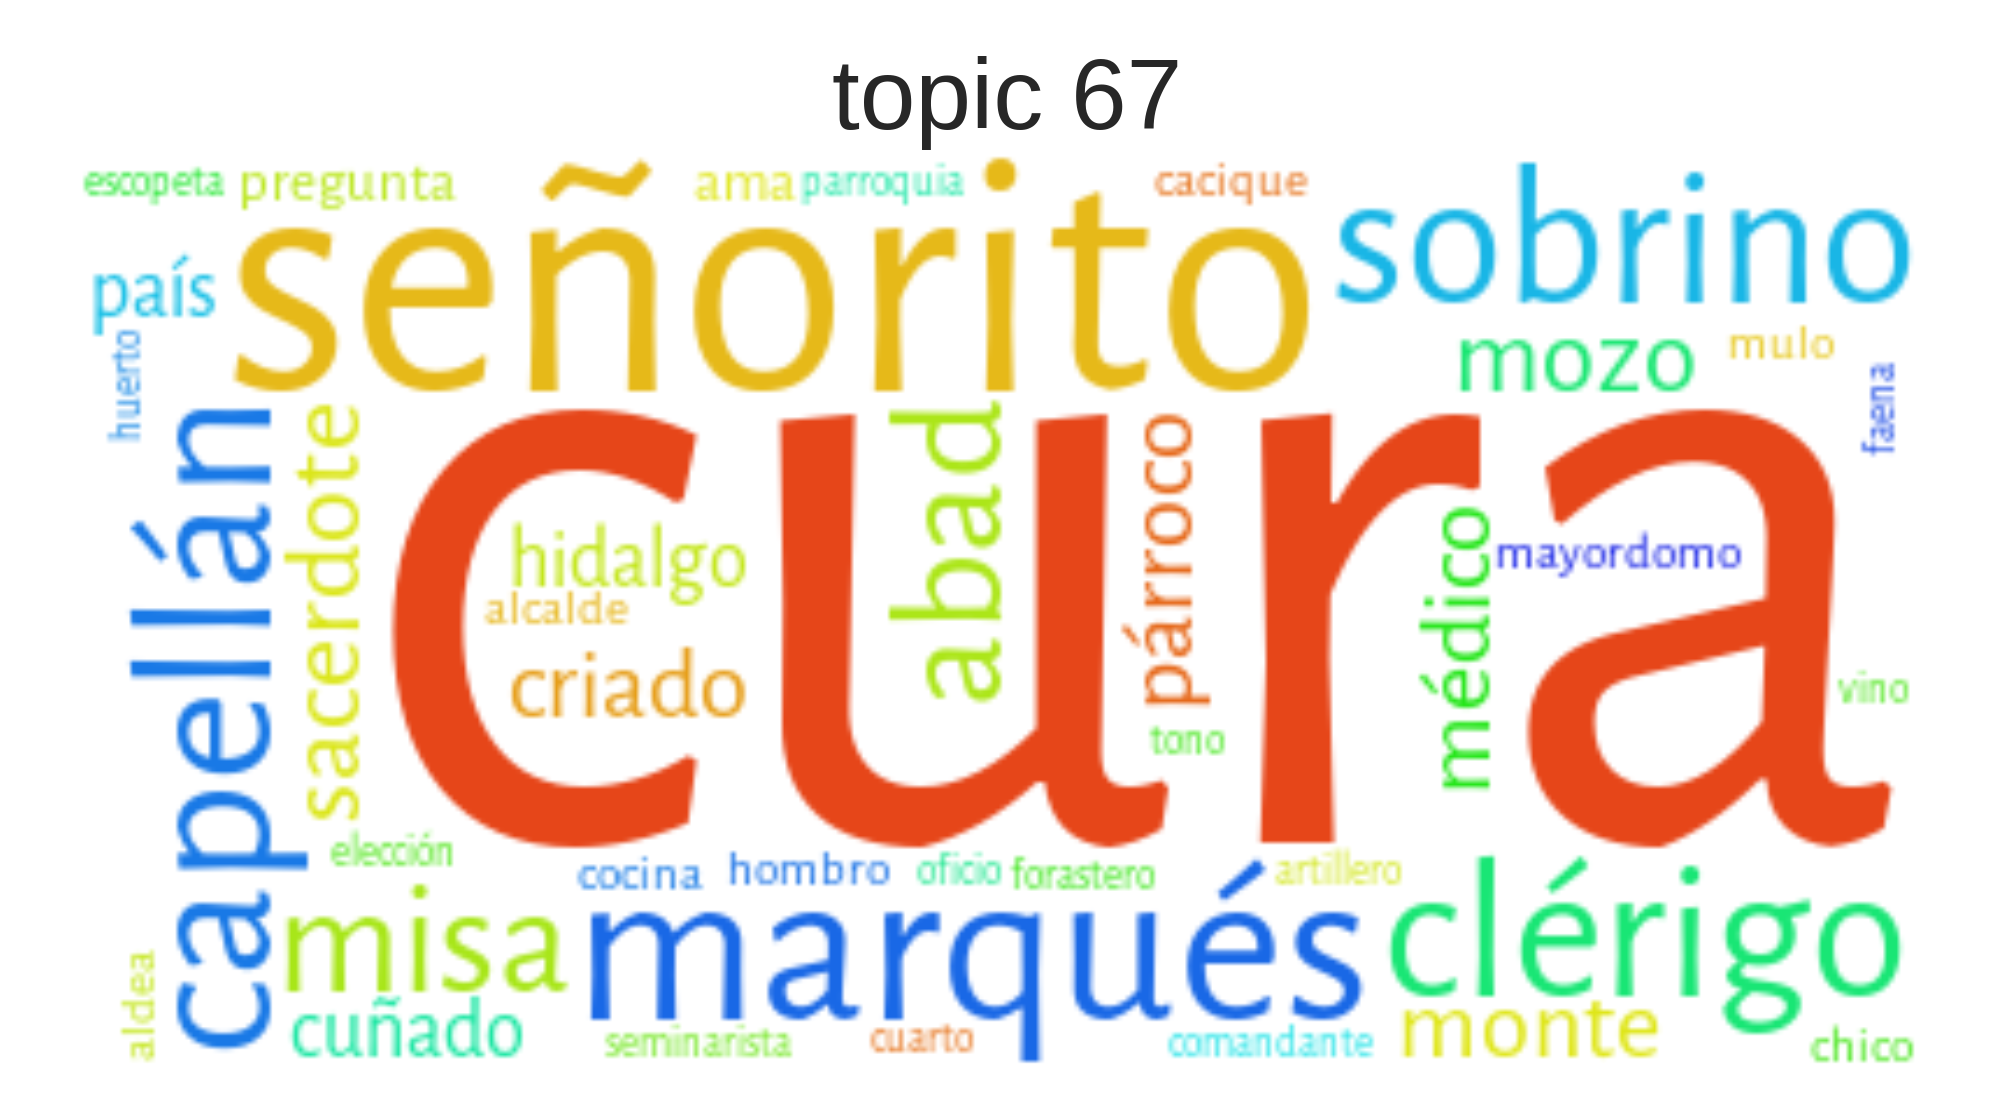 topic 67
escopeta pregunta ama parroquia cacique
señorito sobrino
país
huerto
mozo mulo
faena
capellán
sacerdote
cura
abad
párroco
médico
hidalgo
mayordomo
alcalde
criado
vino
tono
elección
cocina hombro oficio forastero artillero
misa marqués clérigo
aldea
cuñado seminarista cuarto comandante monte chico